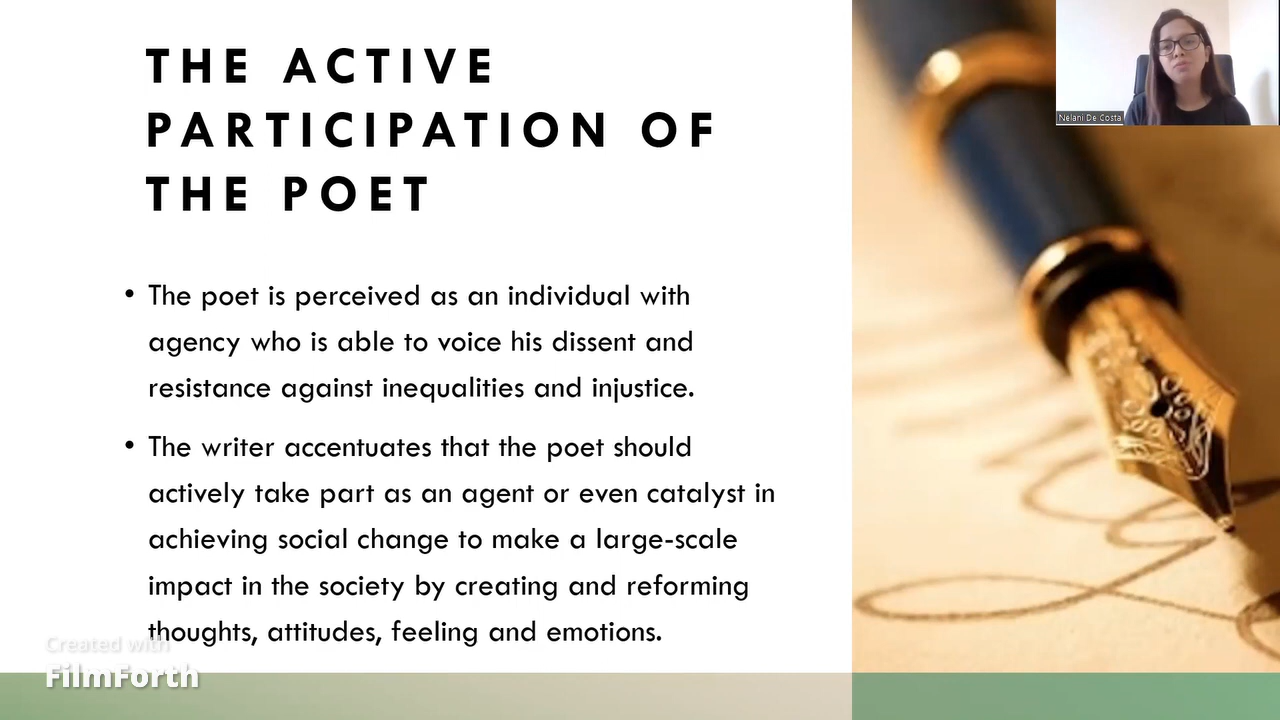 THE ACTIVE
PARTICIPATION OF
THE POET
• The poet is perceived as an individual with
agency who is able to voice his dissent and
resistance against inequalities and injustice.
• The writer accentuates that the poet should
actively take part as an agent or even catalyst in
achieving social change to make a large-scale
impact in the society by creating and reforming
thoughts, attitudes, feeling and emotions.
Nelani De Costa
Created with
FilmForth